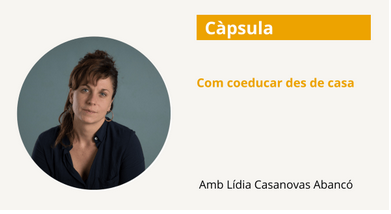 Càpsula
Com coeducar des de casa
Amb Lídia Casanovas Abancó